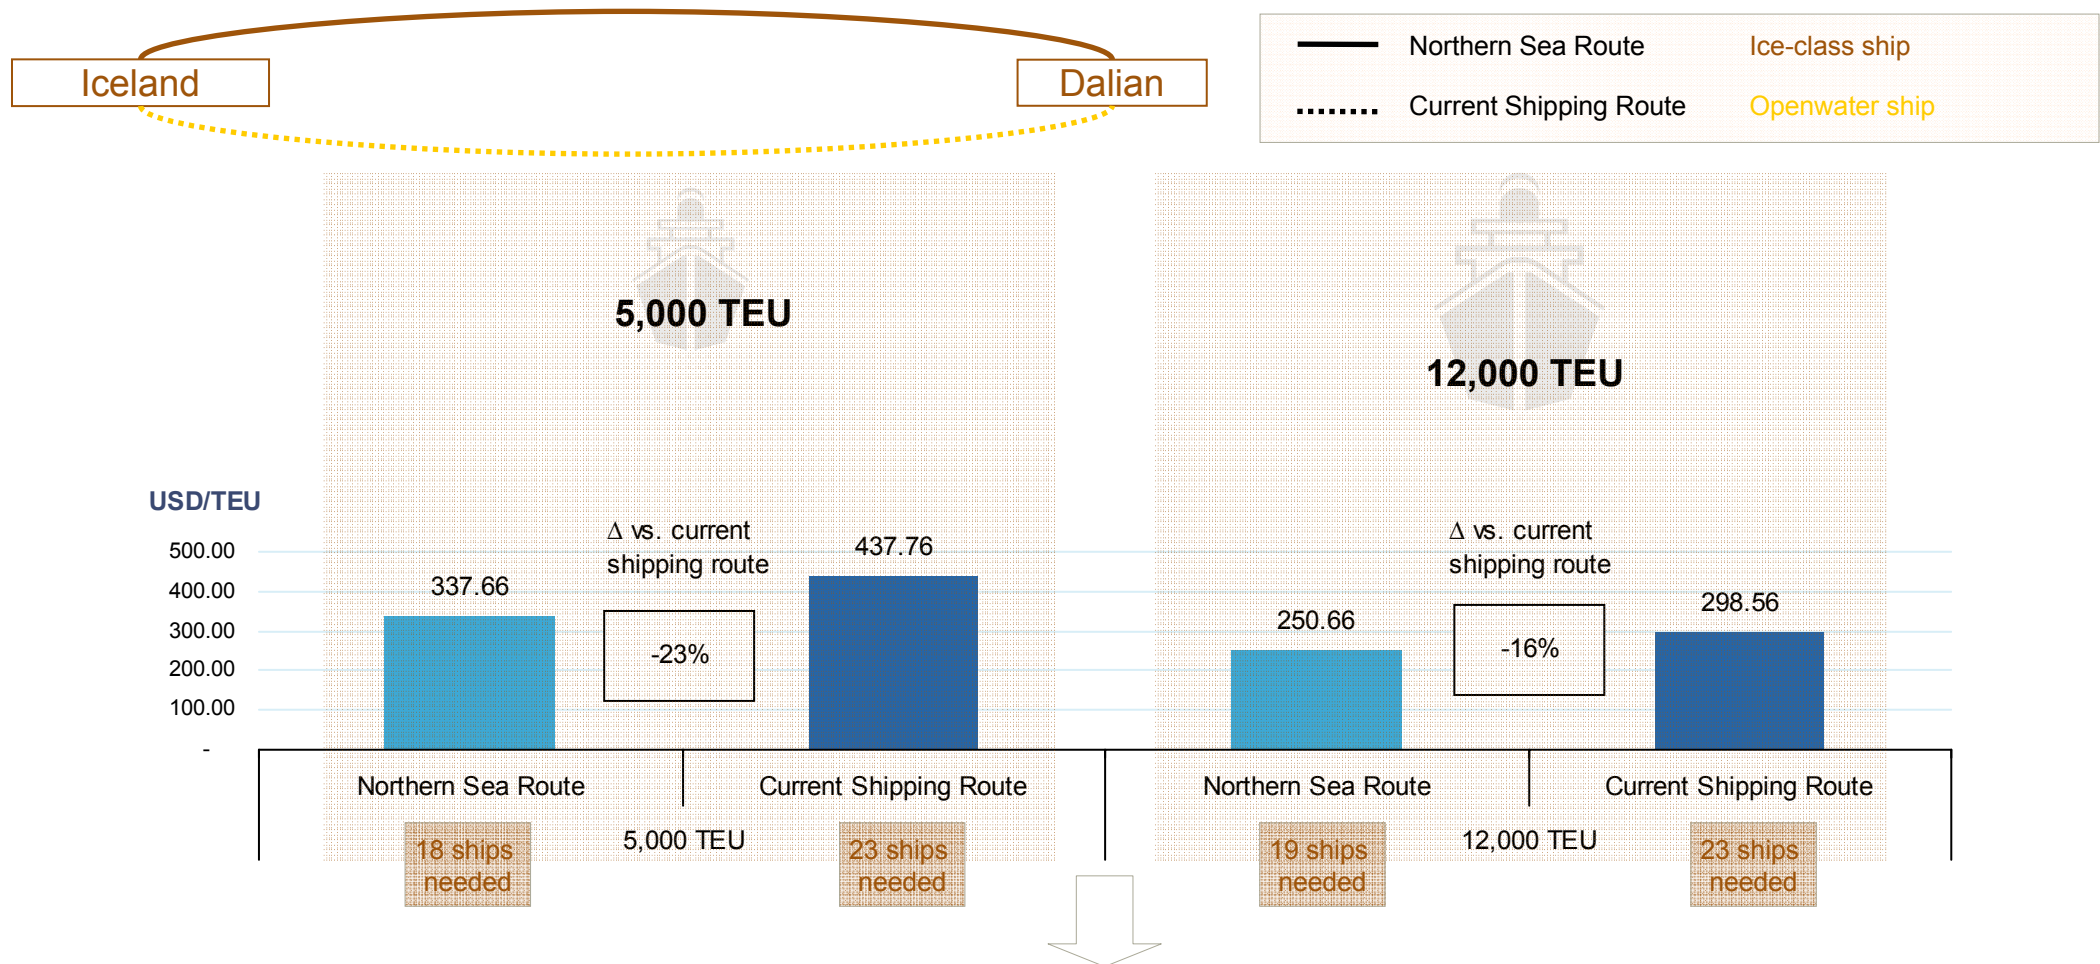 Iceland
Dalian
Northern Sea Route
Ice-class ship
Current Shipping Route
Openwater ship
5,000 TEU
12,000 TEU
USD/TEU
500.00
400.00
300.00
200.00
100.00
-
337.66
Δ vs. current
shipping route
-23%
437.76
250.66
Δ vs. current
shipping route
-16%
298.56
Northern Sea Route
Current Shipping Route
Northern Sea Route
Current Shipping Route
18 ships
needed
5,000 TEU
23 ships
needed
19 ships
needed
12,000 TEU
23 ships
needed